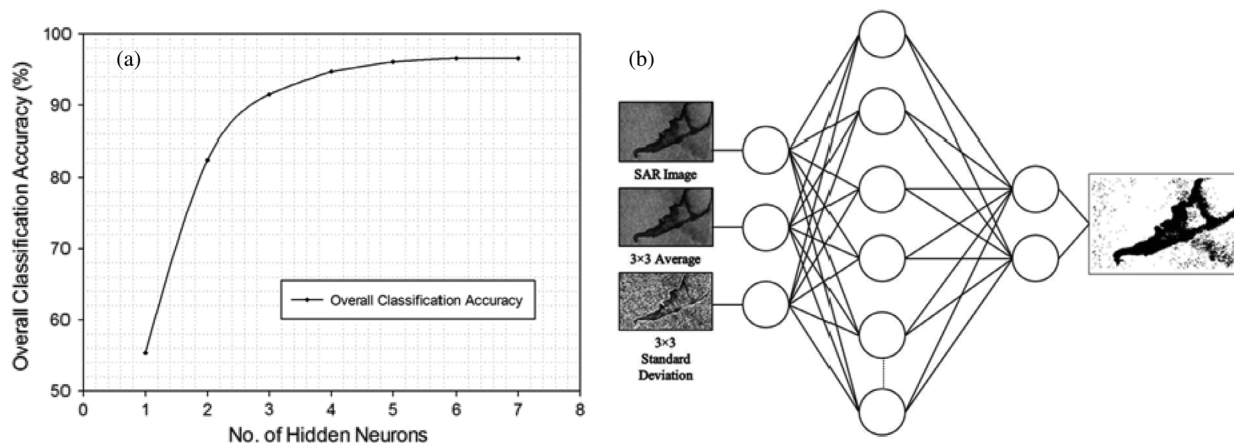 (a)
Overall Classification Accuracy (%)
100
90
80
70
60
50
0 1 2 3 4 5 6 7 8
No. of Hidden Neurons
Overall Classification Accuracy
(b)
SAR Image
3×3 Average
3×3
Standard
Deviation